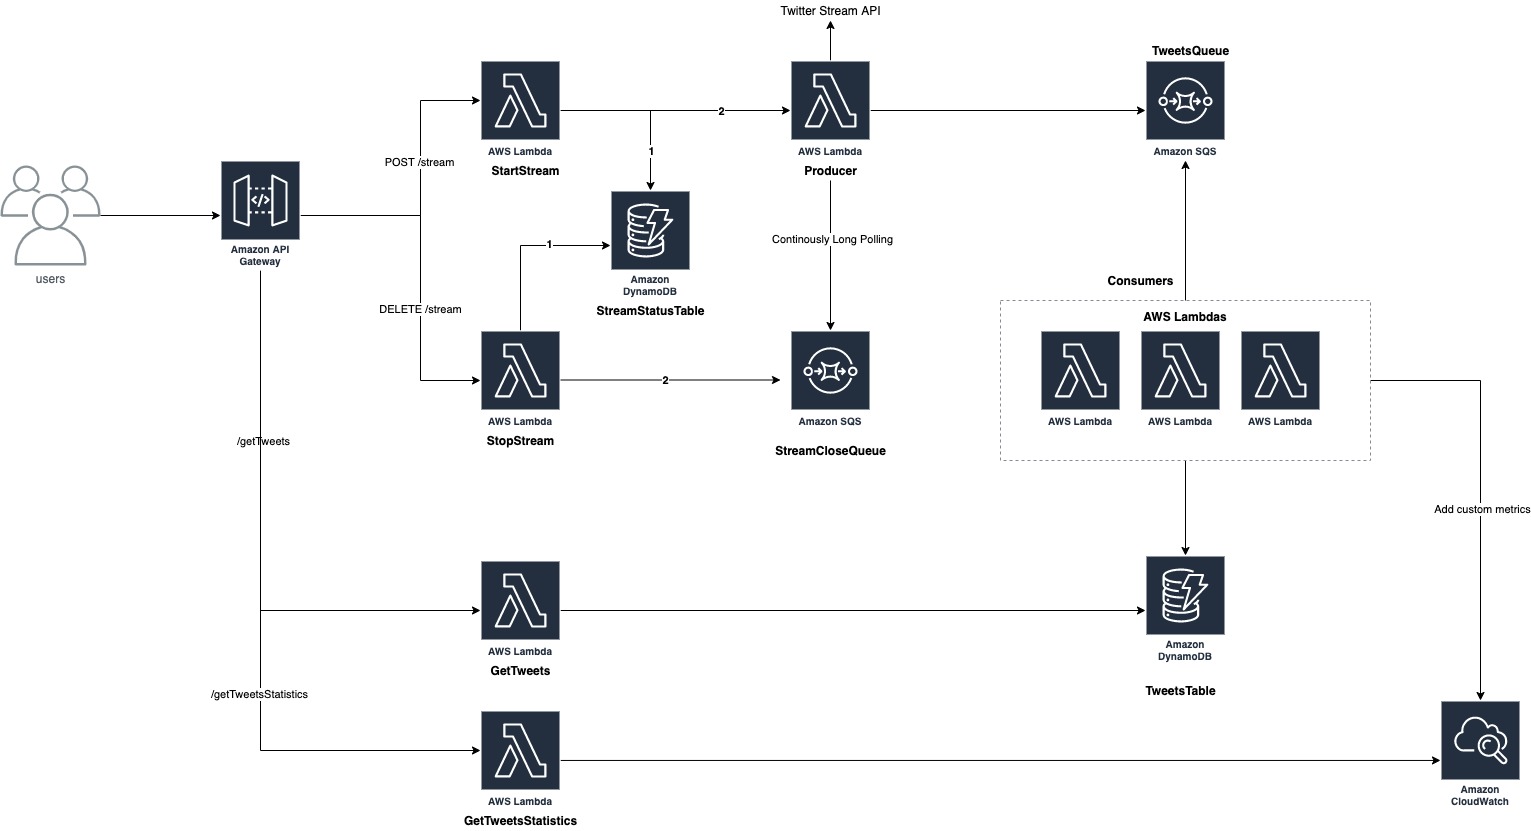 Twitter Stream API
TweetsQueue
2
AWS Lambda
StartStream
AWS Lambda
Producer
Amazon SQS
POST /stream
1
users
Amazon API
Gateway
1
Continously Long Polling
Amazon
DynamoDB
StreamStatusTable
DELETE /stream
Consumers
AWS Lambdas
2
AWS Lambda
StopStream
Amazon SQS
StreamCloseQueue
AWS Lambda
AWS Lambda
AWS Lambda
/getTweets
Add custom metrics
AWS Lambda
GetTweets
Amazon
DynamoDB
TweetsTable
/getTweetsStatistics
AWS Lambda
GetTweetsStatistics
Amazon
CloudWatch